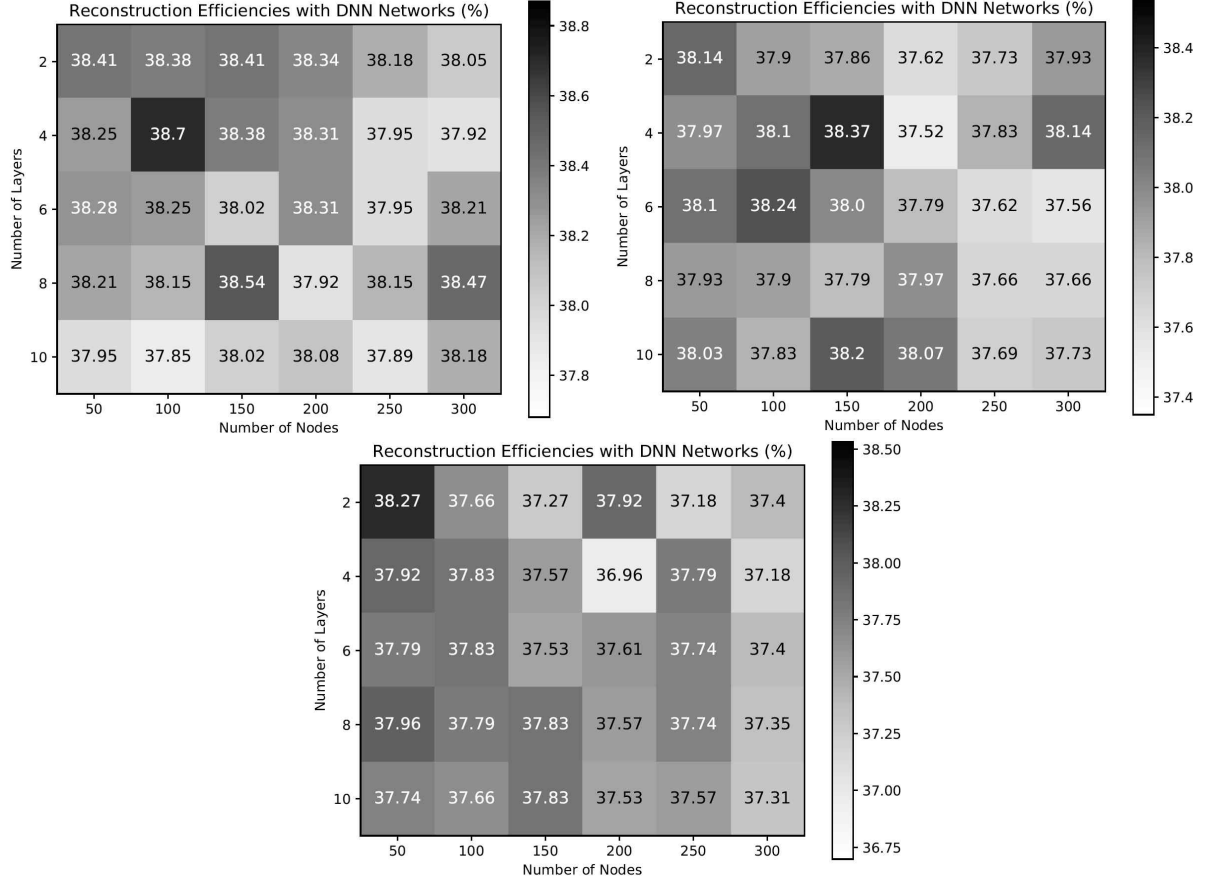 Reconstruction Efficiencies with DNN Networks (%)
Number of Layers
2 38.41 38.38 38.41 38.34 38.18 38.05
4 38.25 38.7 38.38 38.31 37.95 37.92
6 38.28 38.25 38.02 38.31 37.95 38.21
8 38.21 38.15 38.54 37.92 38.15 38.47
10 37.95 37.85 38.02 38.08 37.89 38.18
50 100 150 200 250 300
Number of Nodes
38.8
38.6
38.4
38.2
38.0
37.8
Reconstruction Efficiencies with DNN Networks (%)
Number of Layers
2 38.14 37.9 37.86 37.62 37.73 37.93
4 37.97 38.1 38.37 37.52 37.83 38.14
6 38.1 38.24 38.0 37.79 37.62 37.56
8 37.93 37.9 37.79 37.97 37.66 37.66
10 38.03 37.83 38.2 38.07 37.69 37.73
50 100 150 200 250 300
Number of Nodes
38.4
38.2
38.0
37.8
37.6
37.4
Reconstruction Efficiencies with DNN Networks (%)
Number of Layers
2 38.27 37.66 37.27 37.92 37.18 37.4
4 37.92 37.83 37.57 36.96 37.79 37.18
6 37.79 37.83 37.53 37.61 37.74 37.4
8 37.96 37.79 37.83 37.57 37.74 37.35
10 37.74 37.66 37.83 37.53 37.57 37.31
50 100 150 200 250 300
Number of Nodes
38.50
38.25
38.00
37.75
37.50
37.25
37.00
36.75